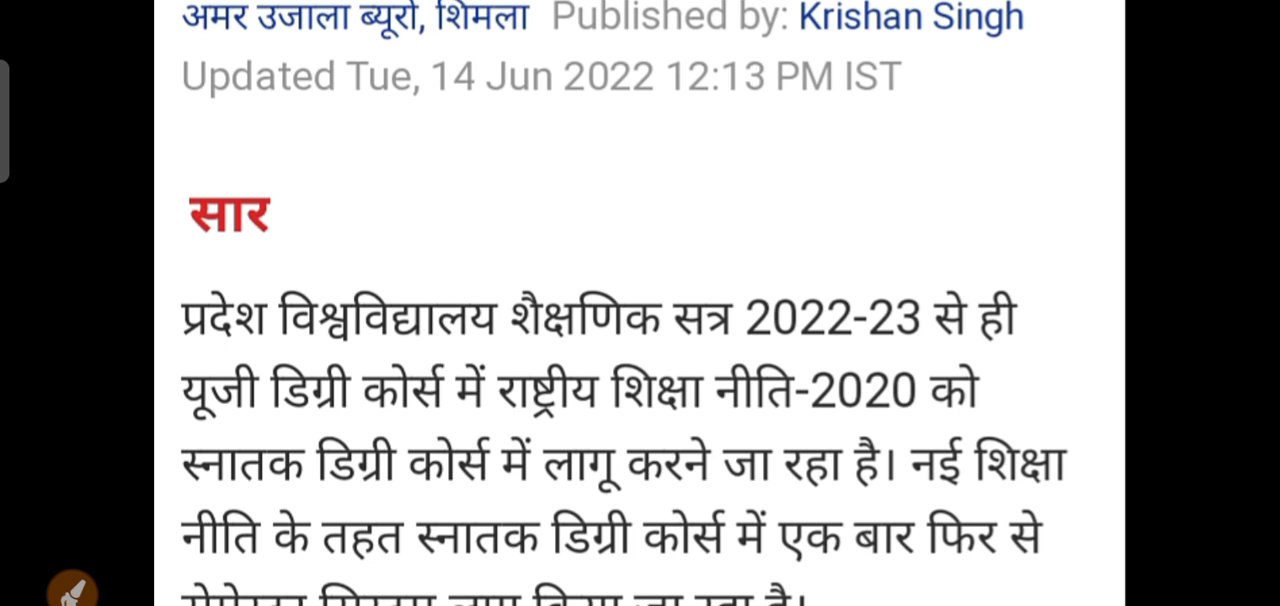 अमर उजाला ब्यूरो, शिमला Published by: Krishan Singh
Updated Tue, 14 Jun 2022 12:13 PM IST
सार
प्रदेश विश्वविद्यालय शैक्षणिक सत्र 2022-23 से ही
यूजी डिग्री कोर्स में राष्ट्रीय शिक्षा नीति-2020 को
स्नातक डिग्री कोर्स में लागू करने जा रहा है। नई शिक्षा
नीति के तहत स्नातक डिग्री कोर्स में एक बार फिर से